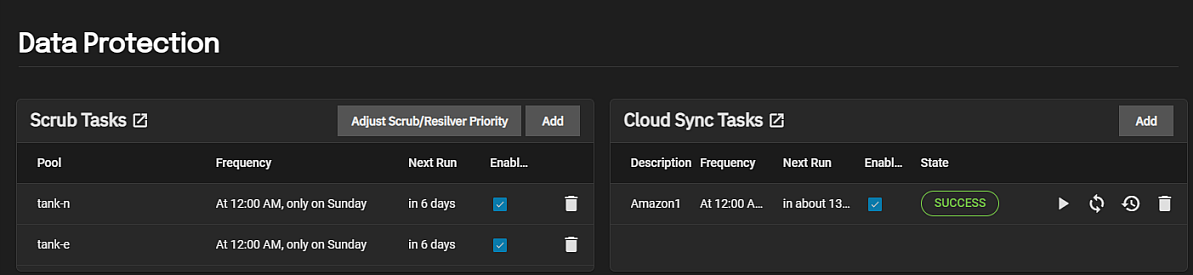 Data Protection
Scrub Tasks
Adjust Scrub/Resilver Priority
Add
Pool Frequency Next Run Enabl...
tank-n At 12:00 AM, only on Sunday in 6 days
tank-e At 12:00 AM, only on Sunday in 6 days
Cloud Sync Tasks
Add
Description Frequency Next Run Enabl... State
Amazon1 At 12:00 A... in about 13... SUCCESS